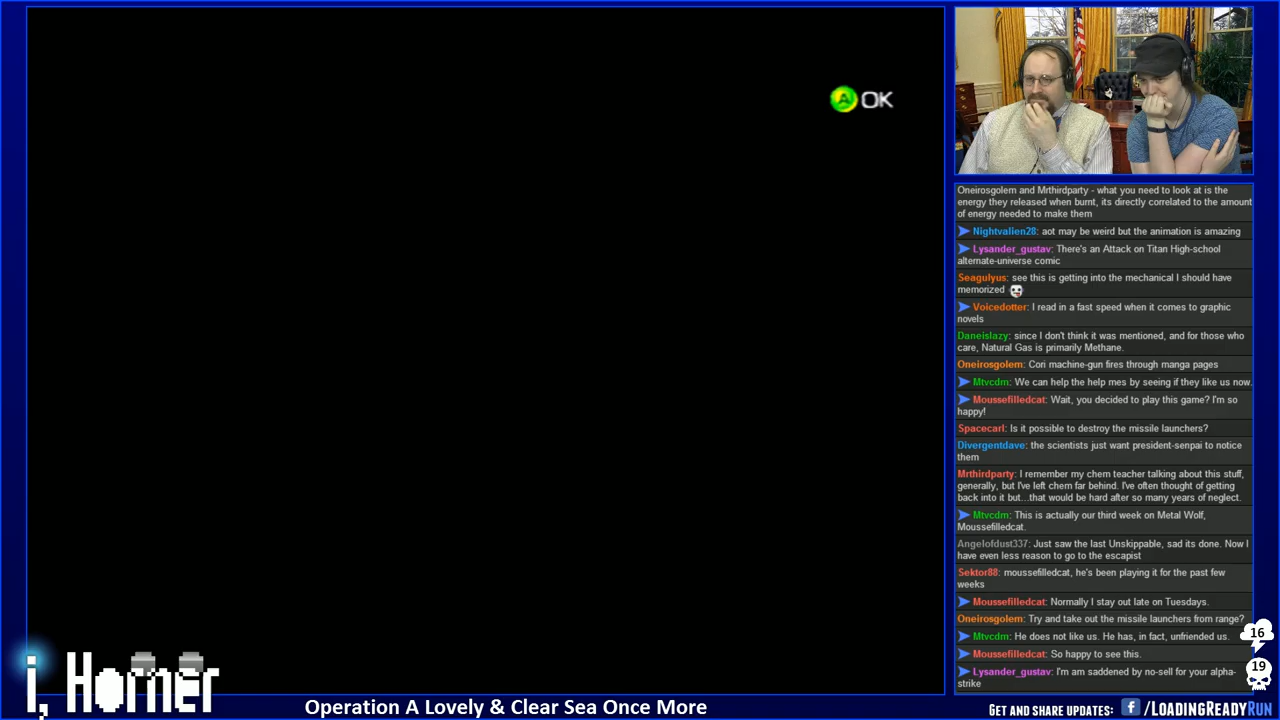 A OK
Oneirosgolem and Mrthirdparty - what you need to look at is the
energy they released when burnt, its directly correlated to the amount
of energy needed to make them
Nightvalien28: aot may be weird but the animation is amazing
Lysander_gustav: There's an Attack on Titan High-school
alternate-universe comic
Seagulyus: see this is getting into the mechanical I should have
memorized
Voicedotter: I read in a fast speed when it comes to graphic
novels
Daneislazy: since I don't think it was mentioned, and for those who
care, Natural Gas is primarily Methane.
Oneirosgolem: Cori machine-gun fires through manga pages
Mtvcdm: We can help the help mes by seeing if they like us now.
Moussefilledcat: Wait, you decided to play this game? I'm so
happy!
Spacecarl: Is it possible to destroy the missile launchers?
Divergentdave: the scientists just want president-senpai to notice
them
Mrthirdparty: I remember my chem teacher talking about this stuff,
generally, but I've left chem far behind. I've often thought of getting
back into it but...that would be hard after so many years of neglect.
Mtvcdm: This is actually our third week on Metal Wolf,
Moussefilledcat.
Angelofdust337: Just saw the last Unskippable, sad its done. Now I
have even less reason to go to the escapist
Sektor88: moussefilledcat, he's been playing it for the past few
weeks
Moussefilledcat: Normally I stay out late on Tuesdays.
Oneirosgolem: Try and take out the missile launchers from range?
Mtvcdm: He does not like us. He has, in fact, unfriended us.
Moussefilledcat: So happy to see this.
Lysander_gustav: I'm am saddened by no-sell for your alpha-
strike
16
19
i, Horner
Operation A Lovely & Clear Sea Once More
Get and share updates: f /LoadingReadyRun